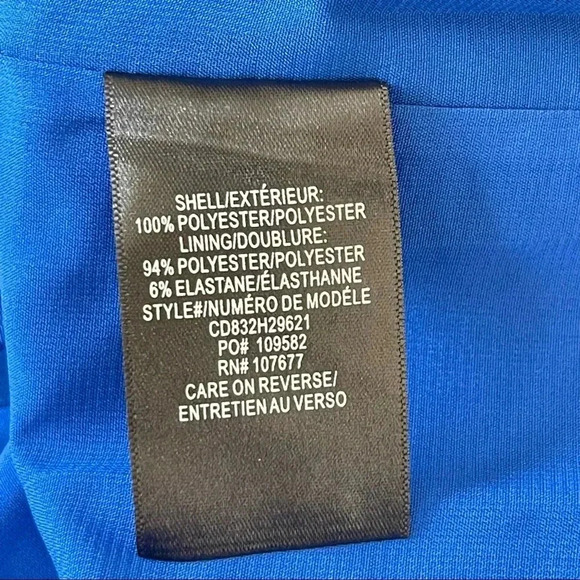 SHELL/EXTÉRIEUR:
100% POLYESTER/POLYESTER
LINING/DOUBLURE:
94% POLYESTER/POLYESTER
6% ELASTANE/ÉLASTHANNE
STYLE#/NUMÉRO DE MODÉLE
CD832H29621
PO# 109582
RN# 107677
CARE ON REVERSE/
ENTRETIEN AU VERSO